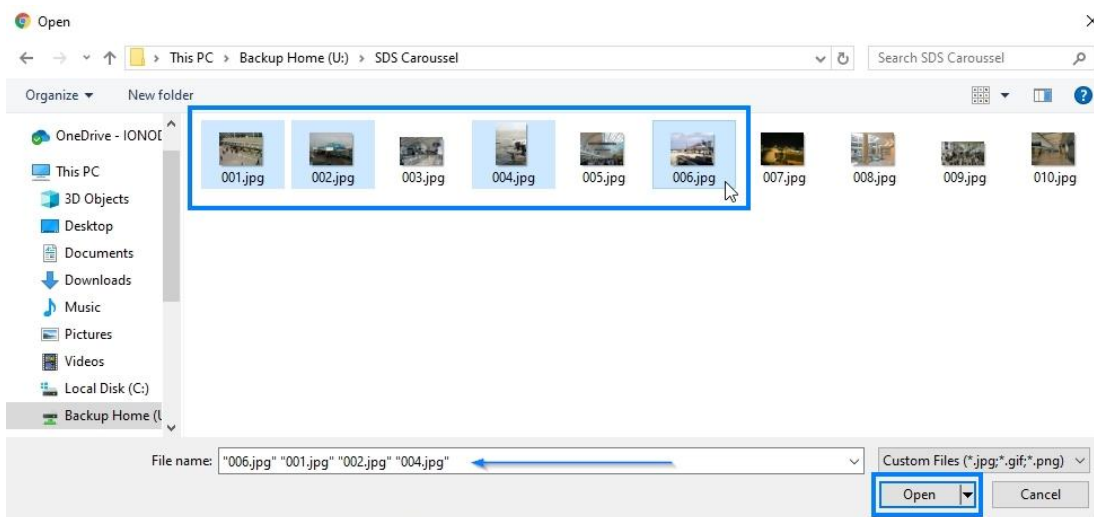 Open
This PC > Backup Home (U:) > SDS Caroussel
Search SDS Caroussel
Organize
New folder
OneDrive - IONOD
This PC
3D Objects
Desktop
Documents
Downloads
Music
Pictures
Videos
Local Disk (C:)
Backup Home (U
001.jpg 002.jpg 003.jpg 004.jpg 005.jpg 006.jpg 007.jpg 008.jpg 009.jpg 010.jpg
File name: "006.jpg" "001.jpg" "002.jpg" "004.jpg"
Custom Files (*.jpg;*.gif;*.png)
Open
Cancel